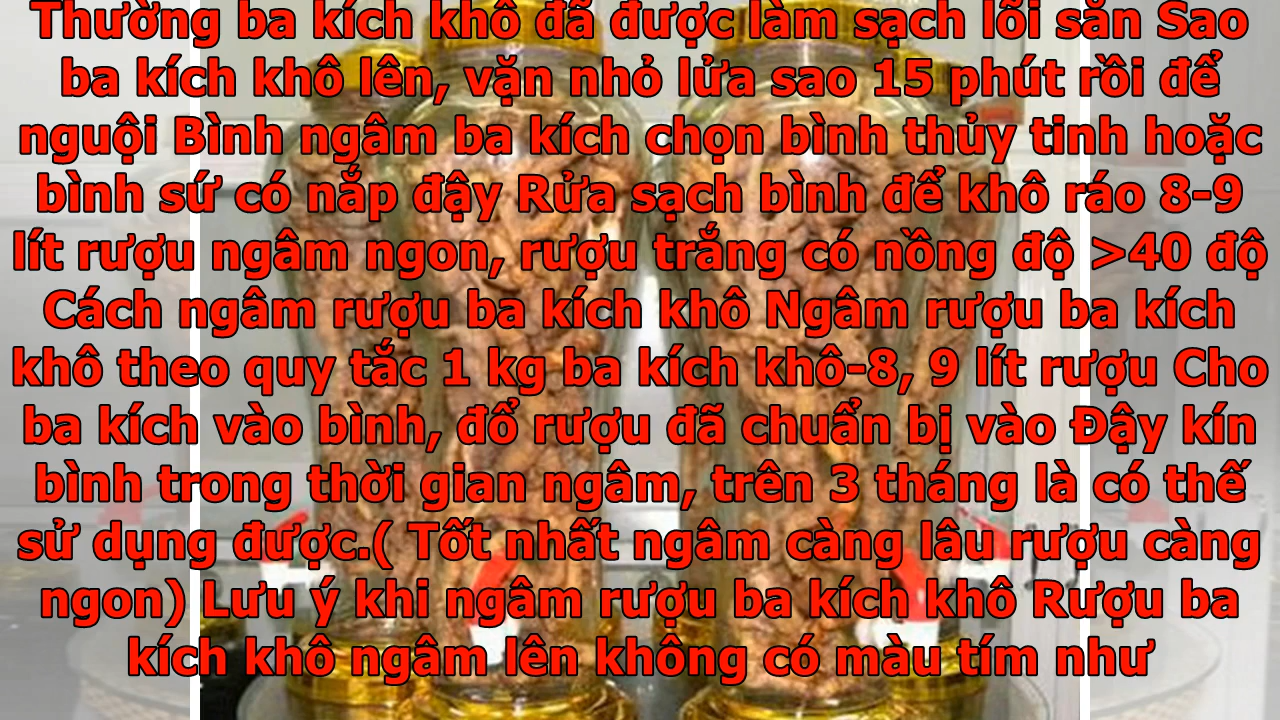 Thường ba kích khô đã được làm sạch lõi sẵn Sao
ba kích khô lên, vặn nhỏ lửa sao 15 phút rồi để
nguội Bình ngâm ba kích chọn bình thủy tinh hoặc
bình sứ có nắp đậy Rửa sạch bình để khô ráo 8-9
lít rượu ngâm ngon, rượu trắng có nồng độ >40 độ
Cách ngâm rượu ba kích khô Ngâm rượu ba kích
khô theo quy tắc 1 kg ba kích khô-8, 9 lít rượu Cho
ba kích vào bình, đổ rượu đã chuẩn bị vào Đậy kín
bình trong thời gian ngâm, trên 3 tháng là có thế
sử dụng được.( Tốt nhất ngâm càng lâu rượu càng
ngon) Lưu ý khi ngâm rượu ba kích khô Rượu ba
kích khô ngâm lên không có màu tím như